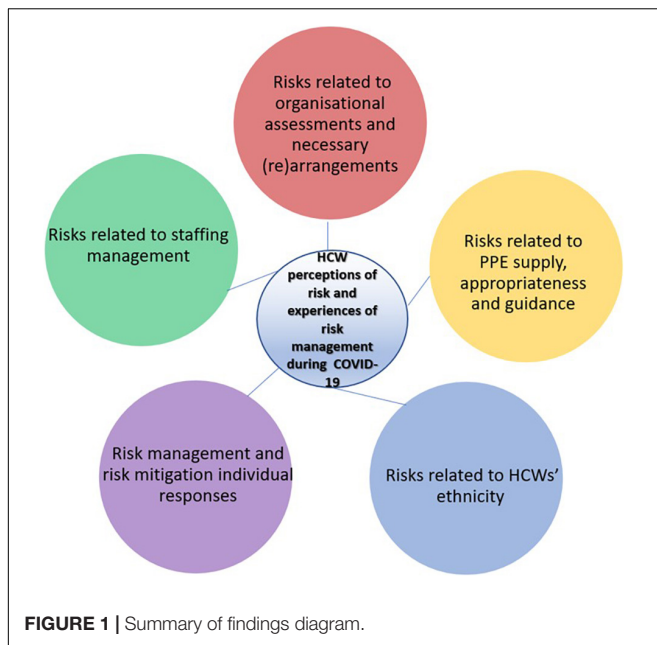 Risks related to
organisational
assessments and
necessary
(re)arrangements
Risks related to staffing
management
Risks related to
PPE supply,
appropriateness
and guidance
HCW
perceptions of
risk and
experiences of
risk
management
during COVID-
19
Risk management and
risk mitigation individual
responses
Risks related to HCWs’
ethnicity
FIGURE 1 | Summary of findings diagram.